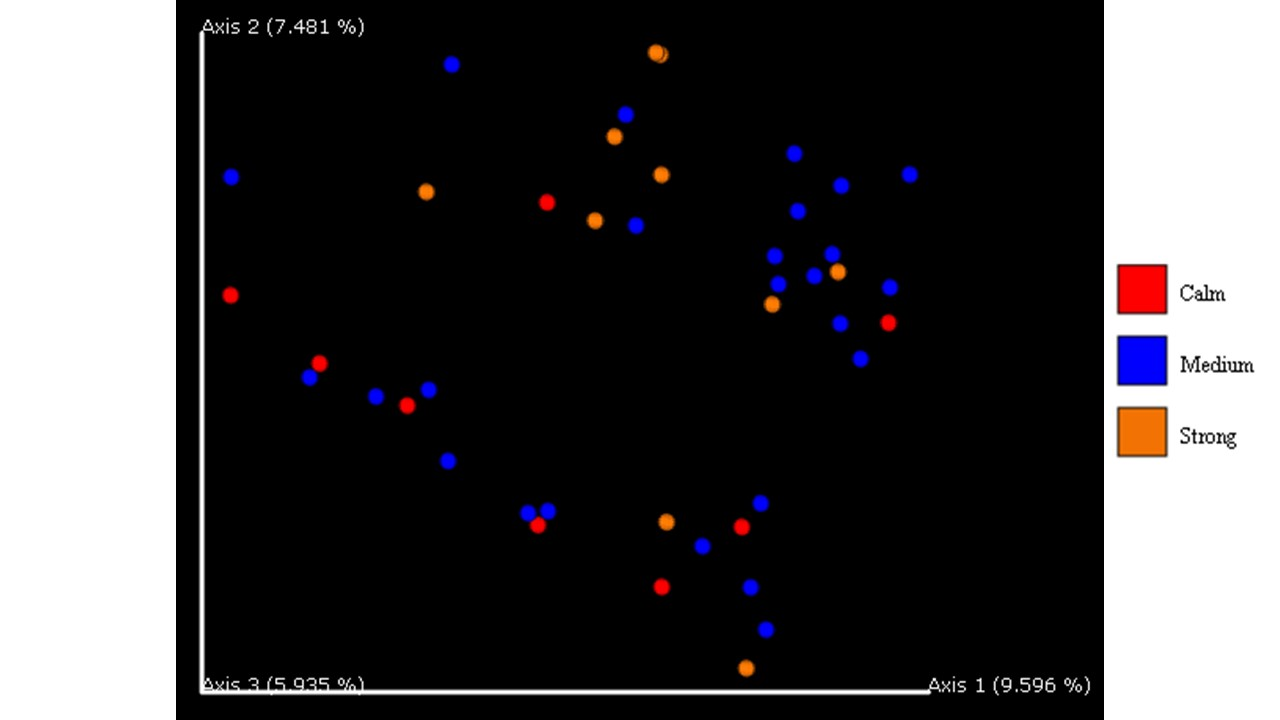 Axis 2 (7.481 %)
Calm
Medium
Strong
Axis 3 (5.935 %)
Axis 1 (9.596 %)